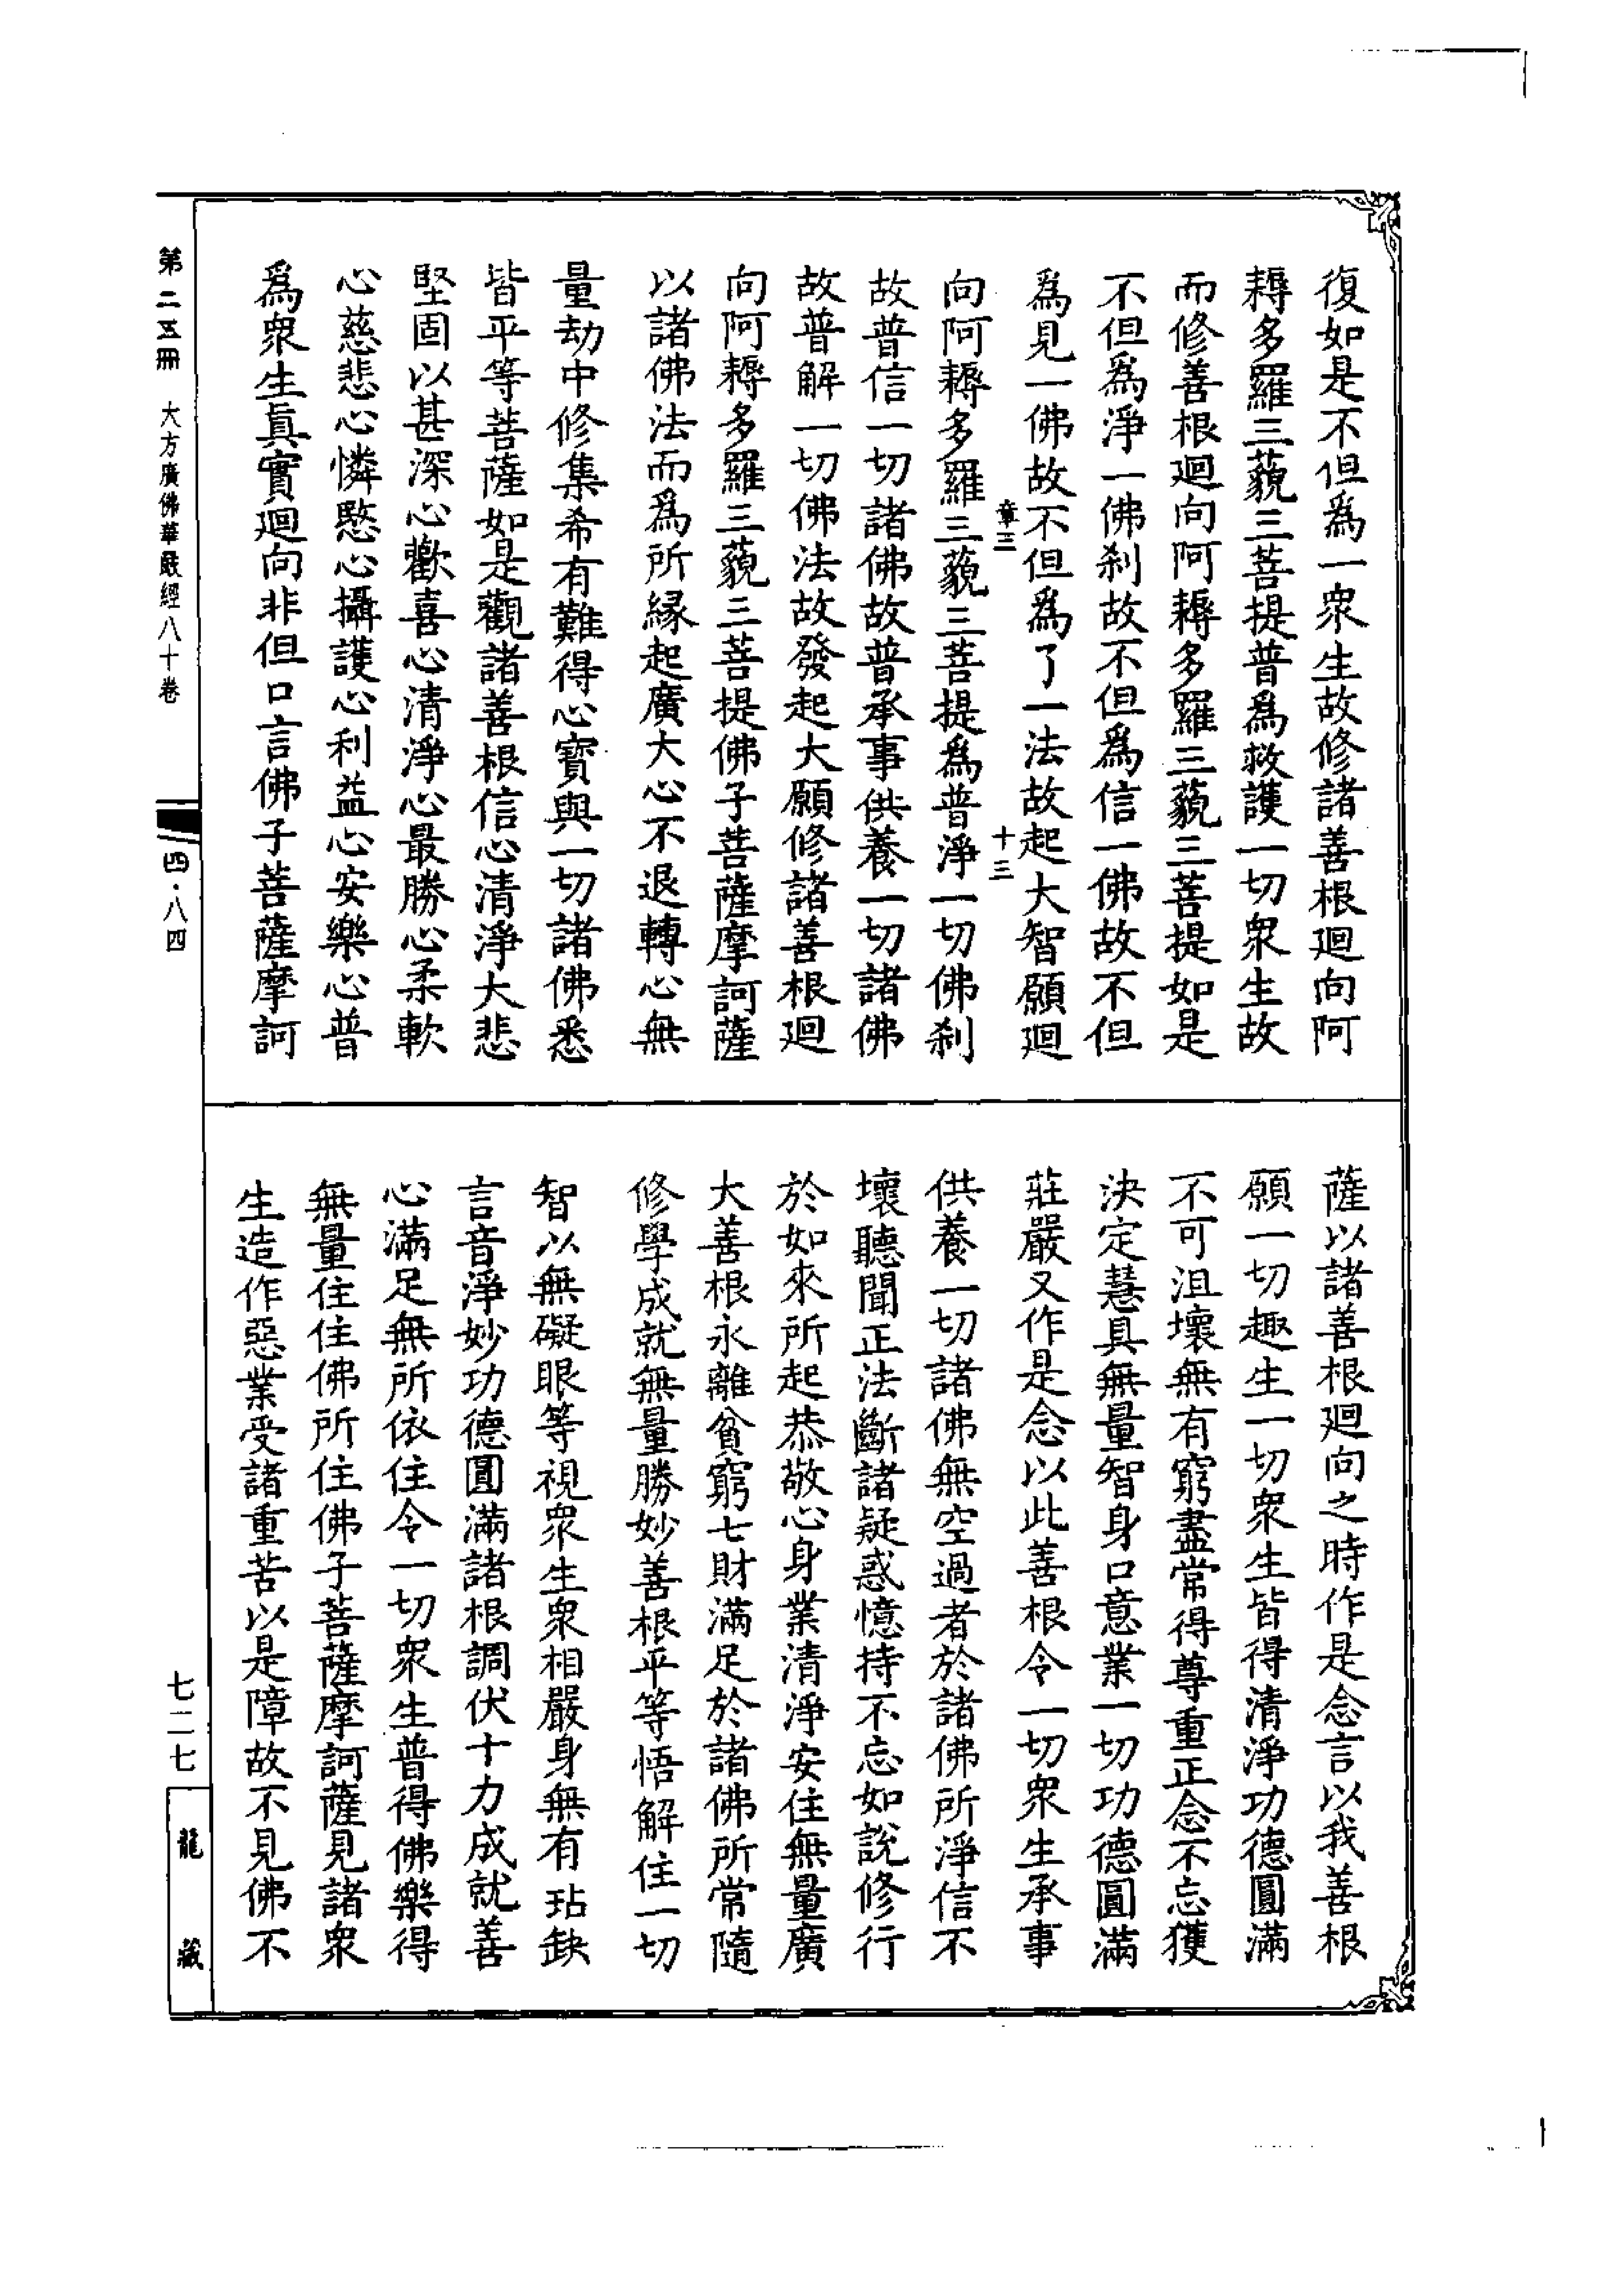 復如是不但爲一衆生故修諸善根迴向阿
耨多羅三藐三菩提普爲救護一切衆生故
而修善根迴向阿耨多羅三藐三菩提如是
不但爲淨一佛刹故不但爲信一佛故不但
爲見一佛故不但爲了一法故起大智願迴
章三 十三
向阿耨多羅三藐三菩提爲普淨一切佛刹
故普信一切諸佛故普承事供養一切諸佛
故普解一切佛法故發起大願修諸善根迴
向阿耨多羅三藐三菩提佛子菩薩摩訶薩
以諸佛法而爲所緣起廣大心不退轉心無
量劫中修集希有難得心寶與一切諸佛悉
皆平等菩薩如是觀諸善根信心清淨大悲
堅固以甚深心歡喜心清淨心最勝心柔軟
心慈悲心憐愍心攝護心利益心安樂心普
爲衆生真實迴向非但口言佛子菩薩摩訶
薩以諸善根迴向之時作是念言以我善根
願一切趣生一切衆生皆得清淨功德圓滿
不可沮壞無有窮盡常得尊重正念不忘獲
決定慧具無量智身口意業一切功德圓滿
莊嚴又作是念以此善根令一切衆生承事
供養一切諸佛無空過者於諸佛所淨信不
壞聽聞正法斷諸疑惑憶持不忘如說修行
於如來所起恭敬心身業清淨安住無量廣
大善根永離貧窮七財滿足於諸佛所常隨
修學成就無量勝妙善根平等悟解住一切
智以無礙眼等視衆生衆相嚴身無有玷缺
言音淨妙功德圓滿諸根調伏十力成就善
心滿足無所依住令一切衆生普得佛樂得
無量住住佛所住佛子菩薩摩訶薩見諸衆
生造作惡業受諸重苦以是障故不見佛不
第二五冊 大方廣佛華嚴經八十卷
四·八四
七二七
龍藏